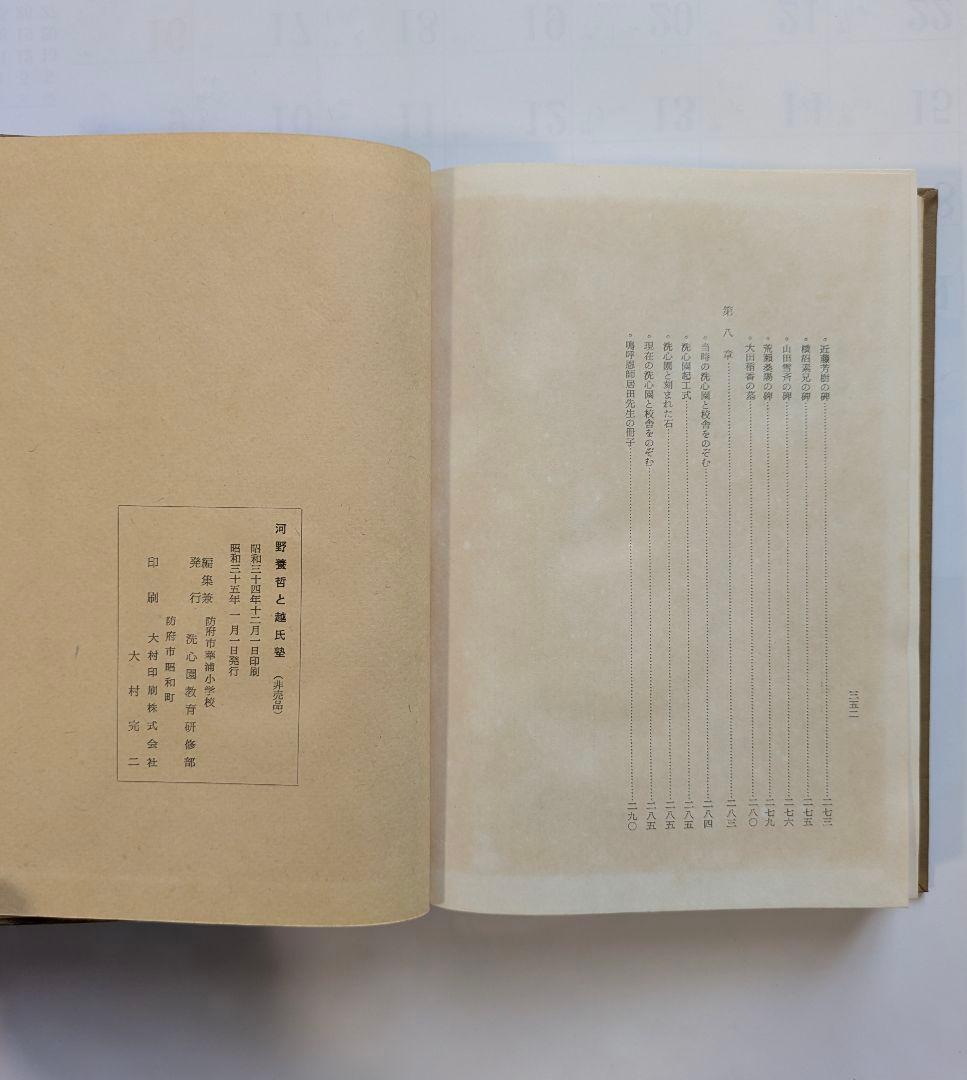 三五二
。近藤芳樹の碑……二七三
。横沼素兄の碑……二七五
。山田雪斎の碑……二七六
。荒瀬桑陽の碑……二七九
。大田稲香の墓……二八〇
第八章……二八三
。当時の洗心園と校舎をのぞむ……二八四
。洗心園起工式……二八五
。洗心園と刻まれた石……二八五
。現在の洗心園と校舎をのぞむ……二八五
。嗚呼恩師居田先生の冊子……二九〇
河野養哲と越氏塾(非売品)
昭和三十四年十二月一日印刷
昭和三十五年一月一日発行
編集兼 防府市華浦小学校
発行 洗心園教育研修部
防府市昭和町
印刷 大村印刷株式会社
大村完二